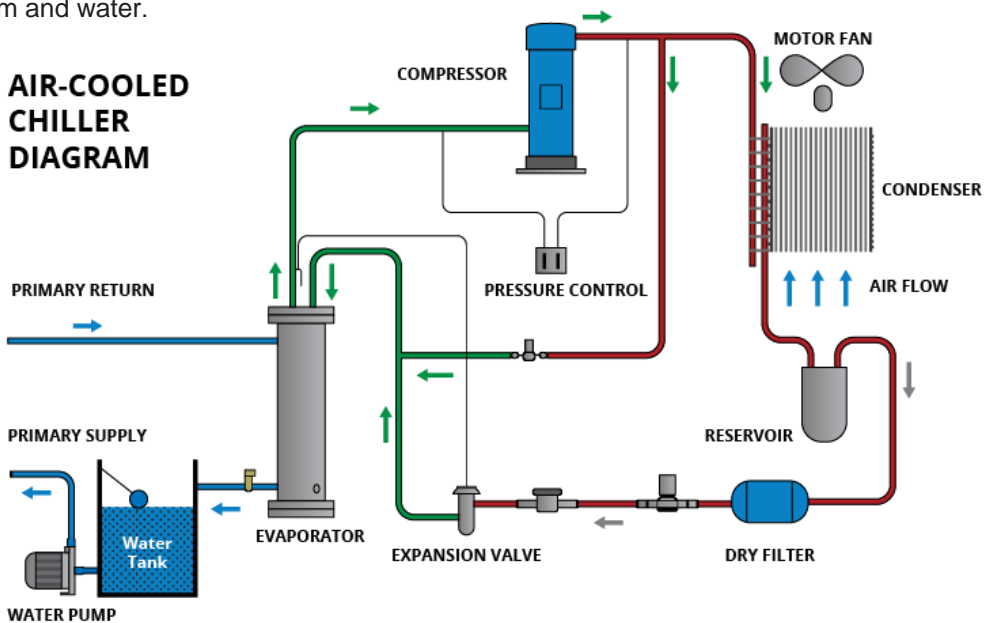 m and water.
AIR-COOLED
CHILLER
DIAGRAM
COMPRESSOR
MOTOR FAN
CONDENSER
PRESSURE CONTROL
AIR FLOW
PRIMARY RETURN
PRIMARY SUPPLY
RESERVOIR
Water
Tank
EVAPORATOR
EXPANSION VALVE
DRY FILTER
WATER PUMP